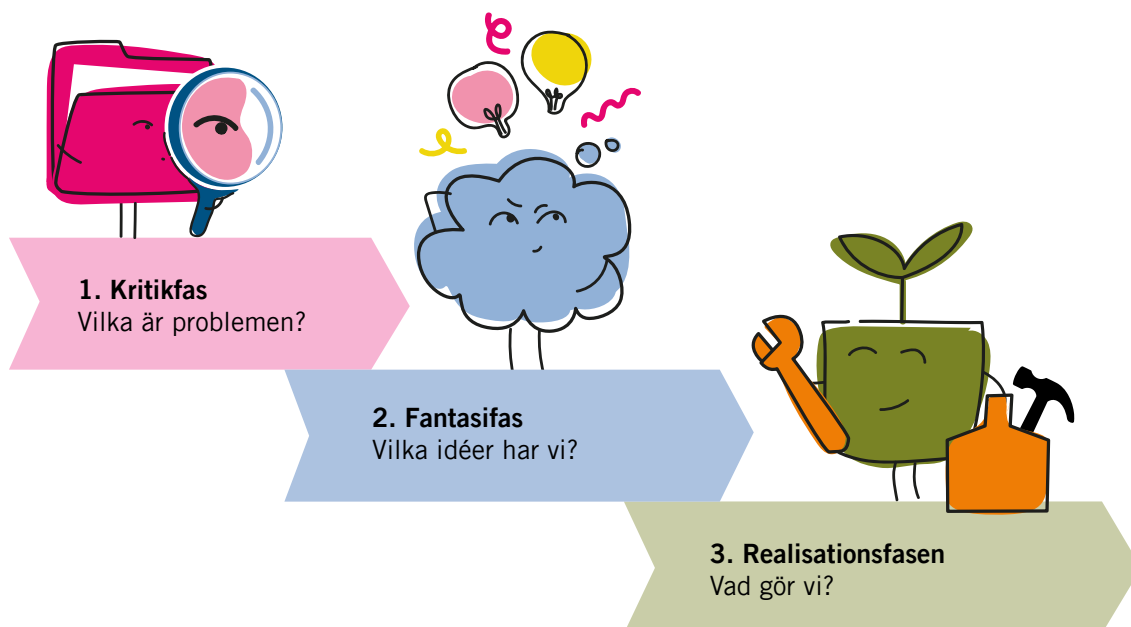 1. Kritikfas
Vilka är problemen?
2. Fantasifas
Vilka idéer har vi?
3. Realisationsfasen
Vad gör vi?